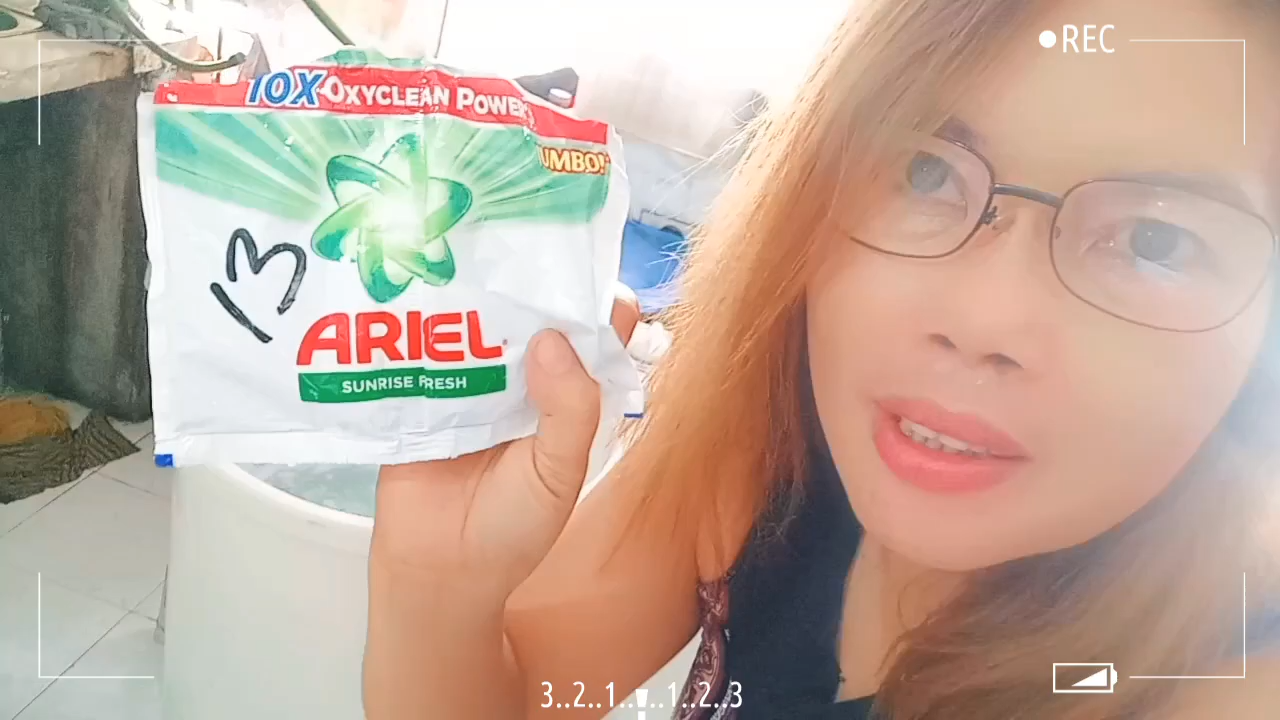 REC
10X OXYCLEAN POWER
UMBO!
13
ARIEL
SUNRISE FRESH
3..2..1..▮..1..2..3